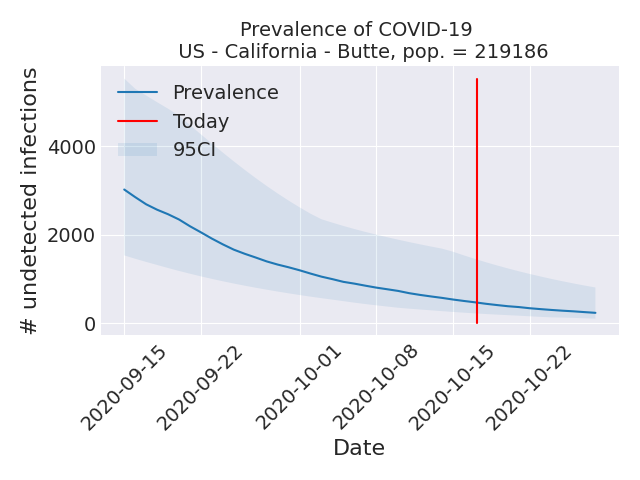 Prevalence of COVID-19
US - California - Butte, pop. = 219186
# undetected infections
4000
2000
0
Prevalence
Today
95CI
2020-09-15
2020-09-22
2020-10-01
2020-10-08
2020-10-15
2020-10-22
Date